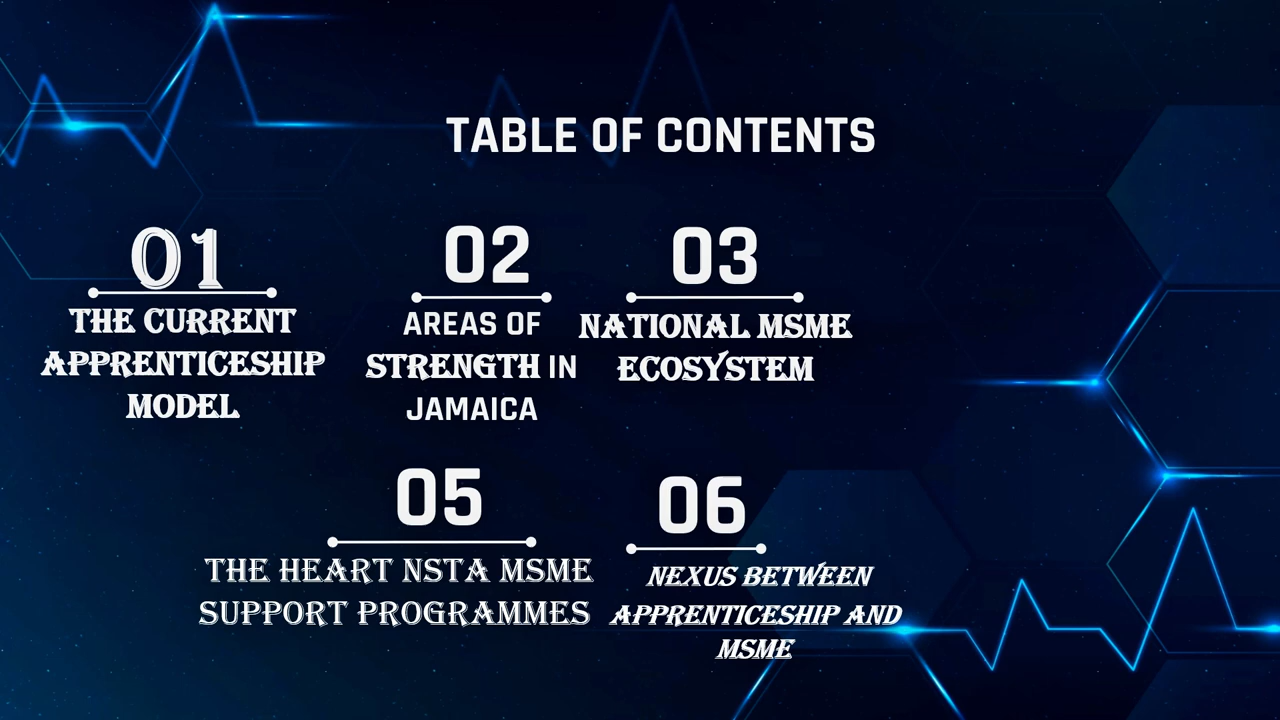 TABLE OF CONTENTS
01
THE CURRENT
APPRENTICESHIP
MODEL
02
AREAS OF
STRENGTH IN
JAMAICA
03
NATIONAL MSME
ECOSYSTEM
05
THE HEART NSTA MSME
SUPPORT PROGRAMMES
06
NEXUS BETWEEN
APPRENTICESHIP AND
MSME